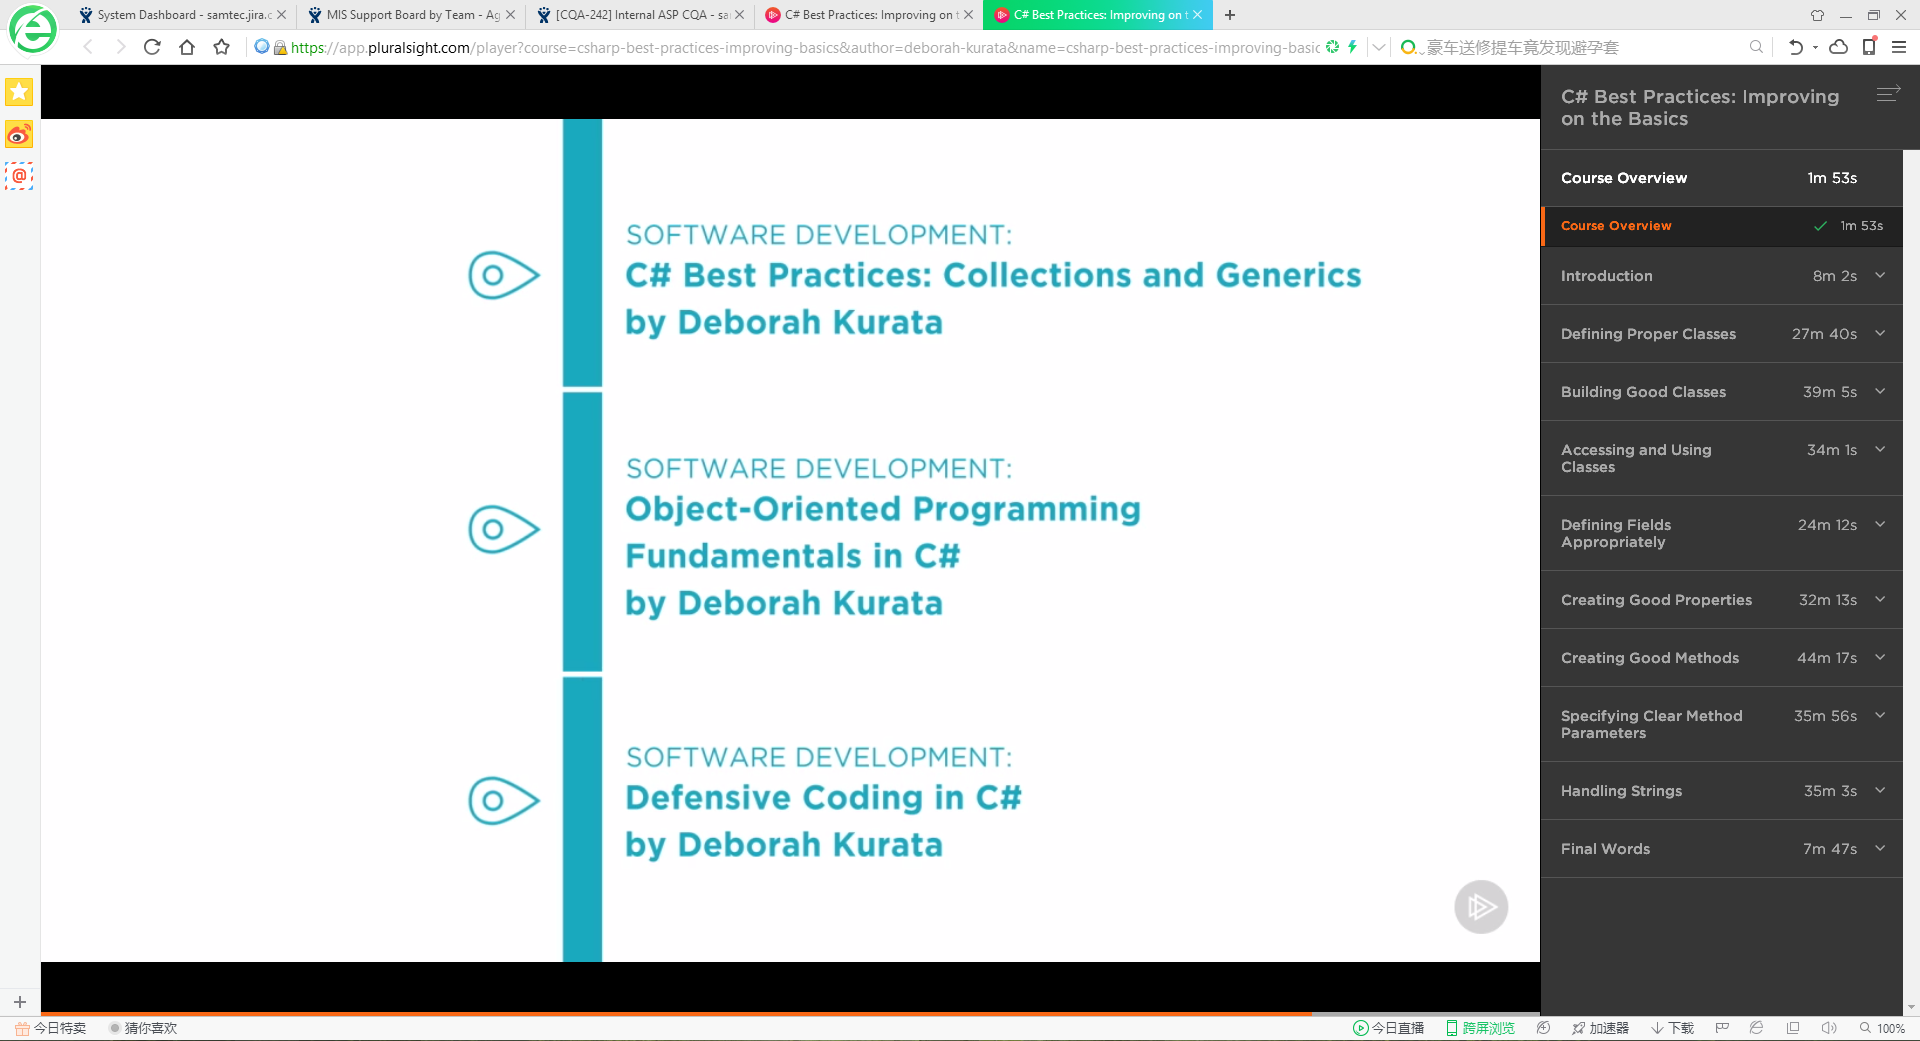 System Dashboard - samtec.jira.c
MIS Support Board by Team - Ag
[CQA-242] Internal ASP CQA - sa
C# Best Practices: Improving on t
C# Best Practices: Improving on t
https://app.pluralsight.com/player?course=csharp-best-practices-improving-basics&author=deborah-kurata&name=csharp-best-practices-improving-basic
豪车送修提车竟发现避孕套
SOFTWARE DEVELOPMENT:
C# Best Practices: Collections and Generics
by Deborah Kurata
SOFTWARE DEVELOPMENT:
Object-Oriented Programming
Fundamentals in C#
by Deborah Kurata
SOFTWARE DEVELOPMENT:
Defensive Coding in C#
by Deborah Kurata
C# Best Practices: Improving
on the Basics
Course Overview 1m 53s
Course Overview 1m 53s
Introduction 8m 2s
Defining Proper Classes 27m 40s
Building Good Classes 39m 5s
Accessing and Using 34m 1s
Classes
Defining Fields 24m 12s
Appropriately
Creating Good Properties 32m 13s
Creating Good Methods 44m 17s
Specifying Clear Method 35m 56s
Parameters
Handling Strings 35m 3s
Final Words 7m 47s
今日特卖 猜你喜欢 今日直播 跨屏浏览 加速器 下载 100%